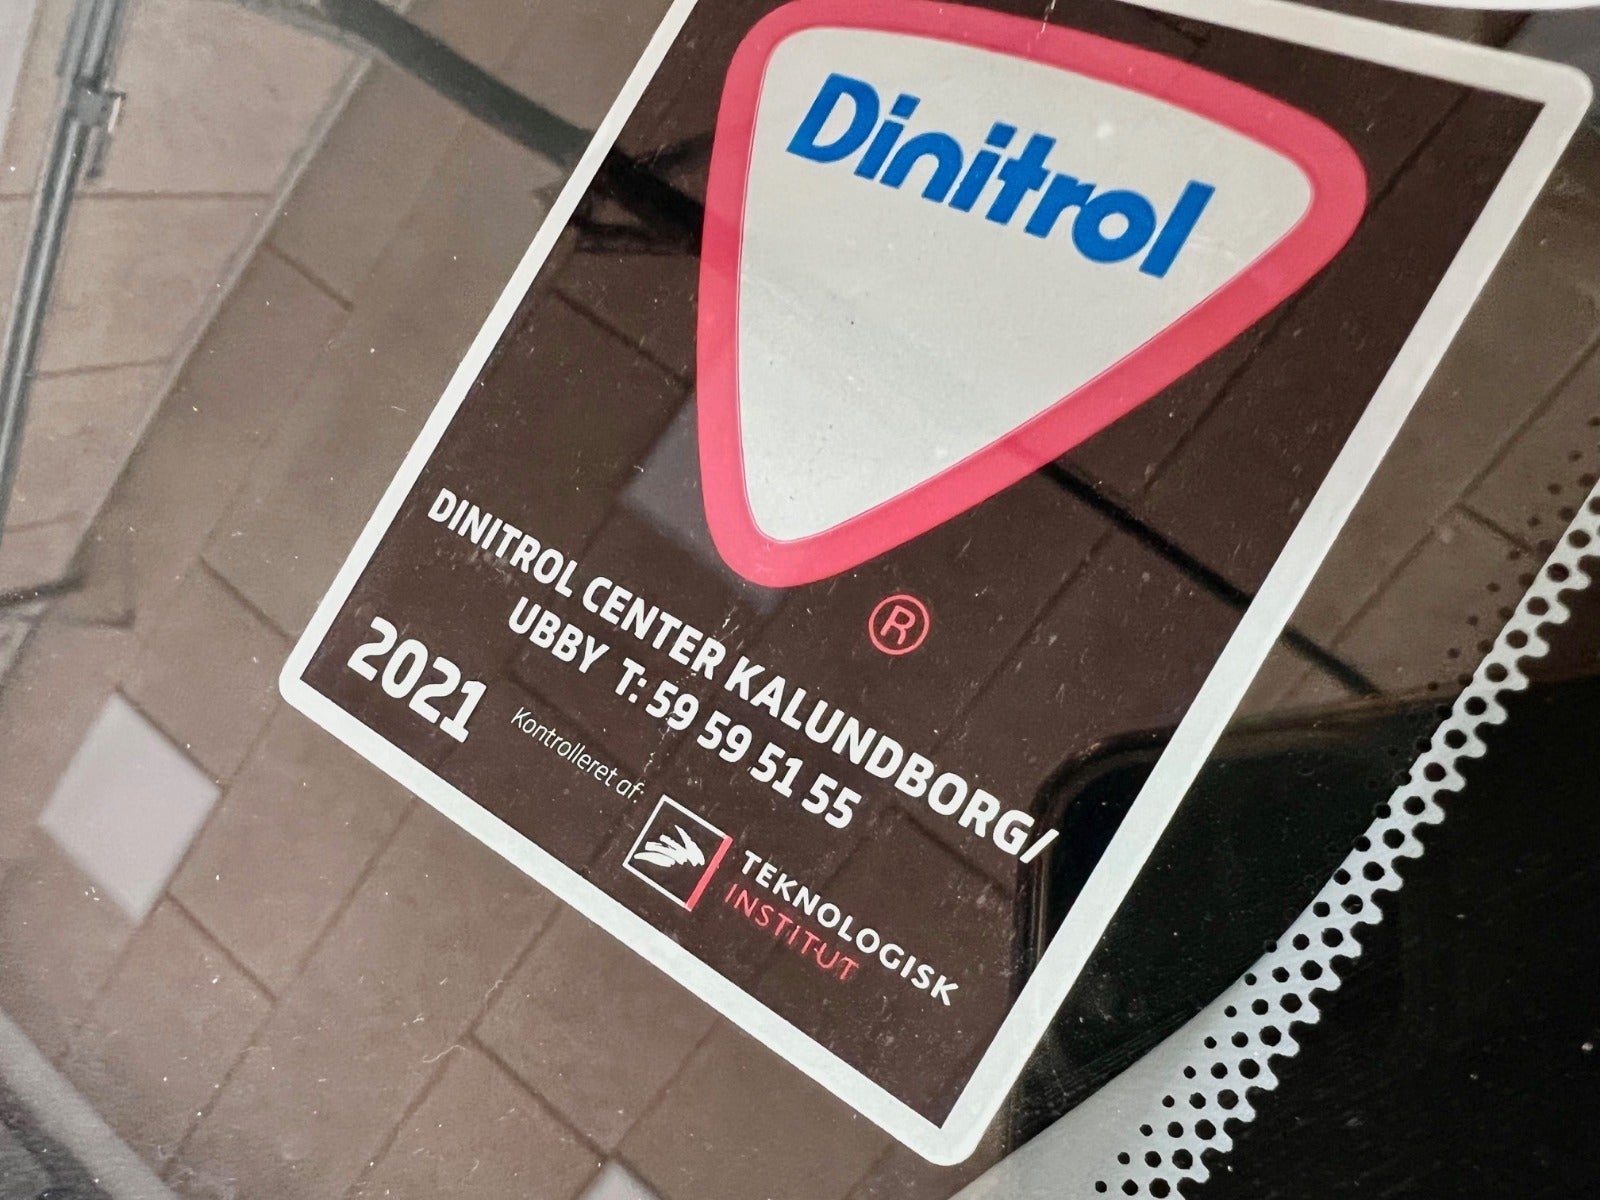 Dinitrol
®
DINITROL CENTER KALUNDBORG/
UBBY T: 59 59 51 55
2021
Kontrolleret af:
TEKNOLOGISK
INSTITUT